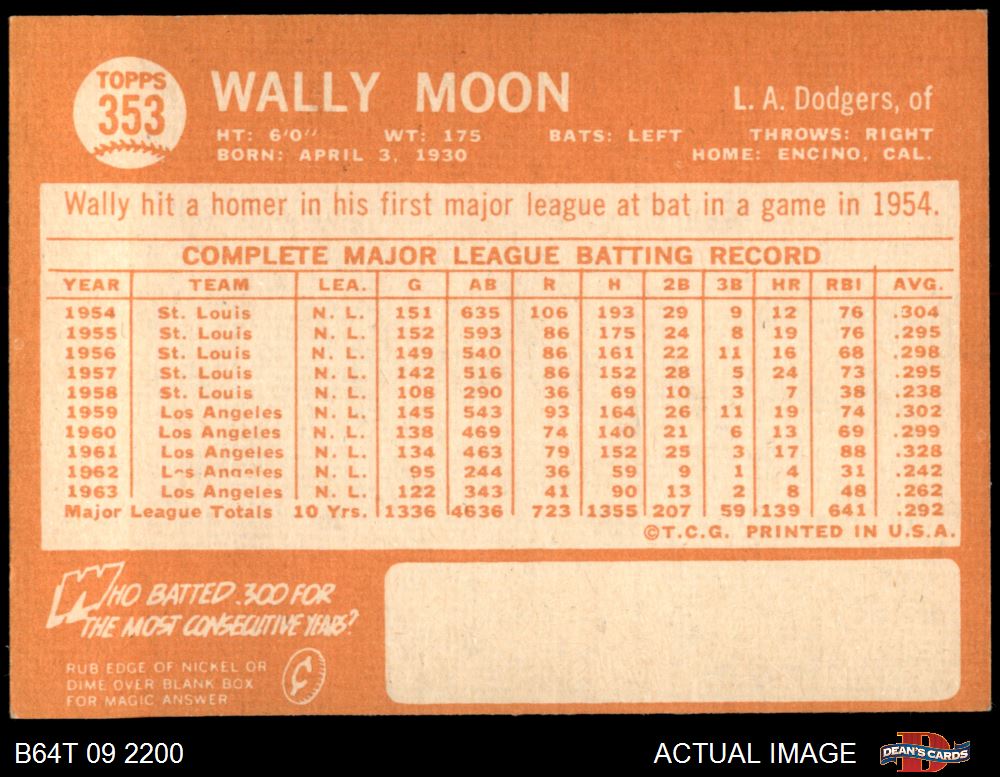 TOPPS
353
WALLY MOON
L. A. Dodgers, of
HT: 6'0" WT: 175 BATS: LEFT THROWS: RIGHT
BORN: APRIL 3, 1930 HOME: ENCINO, CAL.
Wally hit a homer in his first major league at bat in a game in 1954.
COMPLETE MAJOR LEAGUE BATTING RECORD
YEAR TEAM LEA. G AB R H 2B 3B HR RBI AVG.
1954 St. Louis N. L. 151 635 106 193 29 9 12 76 .304
1955 St. Louis N. L. 152 593 86 175 24 8 19 76 .295
1956 St. Louis N. L. 149 540 86 161 22 11 16 68 .298
1957 St. Louis N. L. 142 516 86 152 28 5 24 73 .295
1958 St. Louis N. L. 108 290 36 69 10 3 7 38 .238
1959 Los Angeles N. L. 145 543 93 164 26 11 19 74 .302
1960 Los Angeles N. L. 138 469 74 140 21 6 13 69 .299
1961 Los Angeles N. L. 134 463 79 152 25 3 17 88 .328
1962 Los Angeles N. L. 95 244 36 59 9 1 4 31 .242
1963 Los Angeles N. L. 122 343 41 90 13 2 8 48 .262
Major League Totals 10 Yrs. 1336 4636 723 1355 207 59 139 641 .292
©T.C.G. PRINTED IN U.S.A.
WHO BATTED .300 FOR
THE MOST CONSECUTIVE YEARS?
RUB EDGE OF NICKEL OR
DIME OVER BLANK BOX
FOR MAGIC ANSWER
¢
B64T 09 2200
ACTUAL IMAGE
D
DEAN'S CARDS